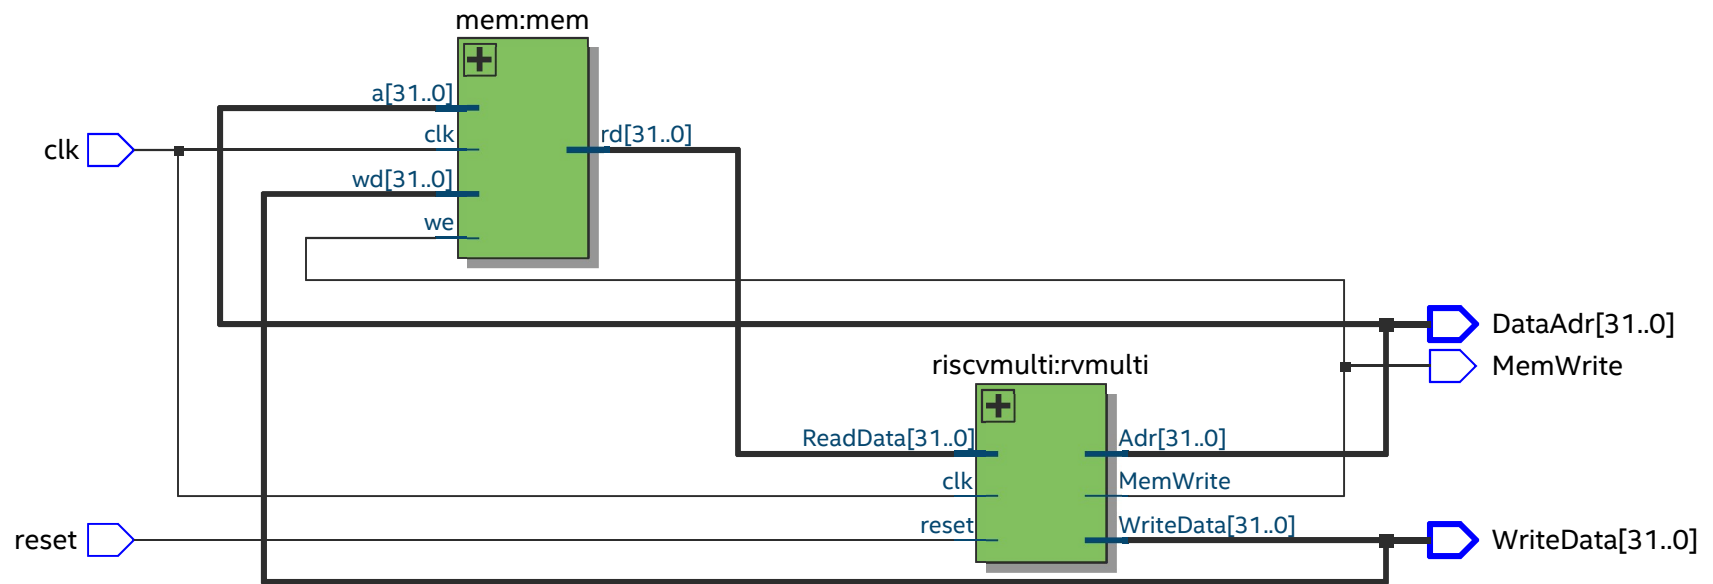 mem:mem
a[31..0]
clk
rd[31..0]
clk
wd[31..0]
we
DataAdr[31..0]
MemWrite
riscvmulti:rvmulti
ReadData[31..0]
Adr[31..0]
clk
MemWrite
reset
WriteData[31..0]
reset
WriteData[31..0]